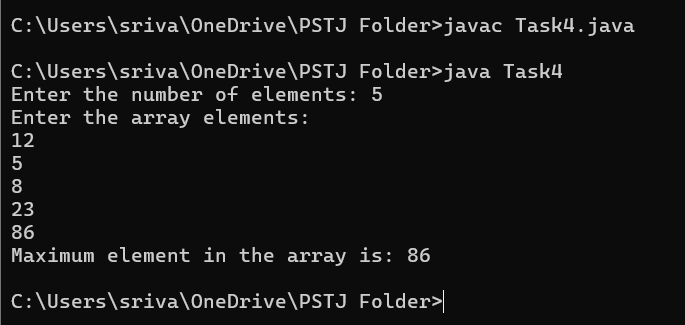 C:\Users\sriva\OneDrive\PSTJ Folder>javac Task4.java
C:\Users\sriva\OneDrive\PSTJ Folder>java Task4
Enter the number of elements: 5
Enter the array elements:
12
5
8
23
86
Maximum element in the array is: 86
C:\Users\sriva\OneDrive\PSTJ Folder>